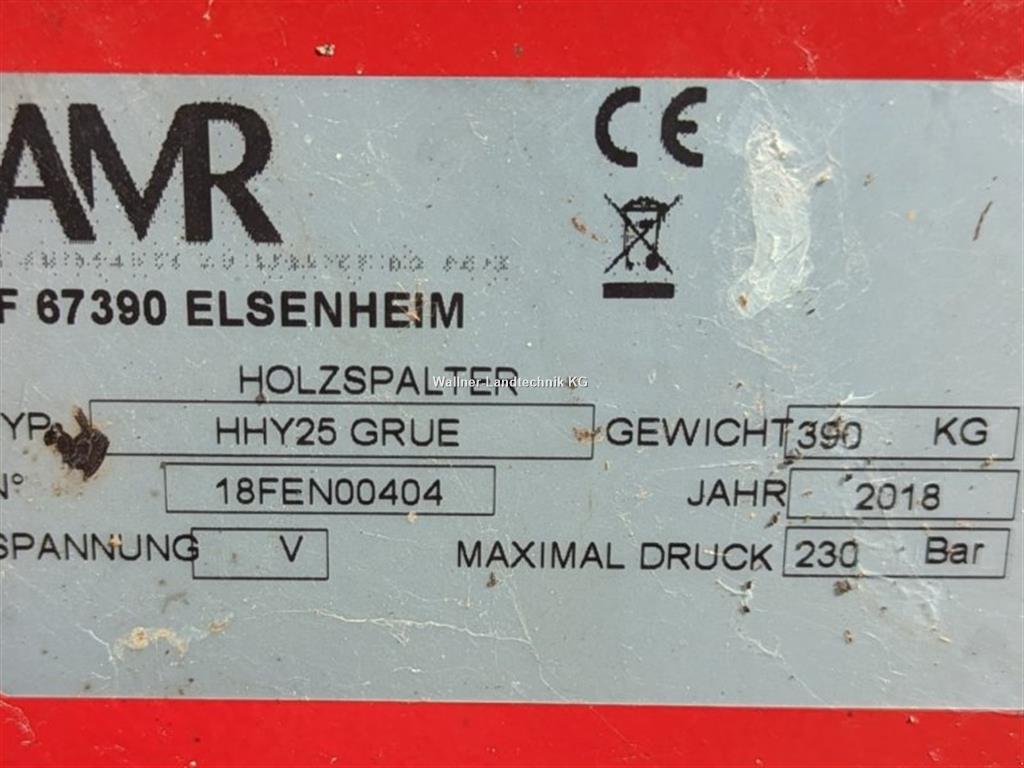 AMR
CE
F 67390 ELSENHEIM
HOLZSPALTER
Wallner Landtechnik KG
TYP HHY25 GRUE GEWICHT 390 KG
N° 18FEN00404 JAHR 2018
SPANNUNG V MAXIMAL DRUCK 230 Bar